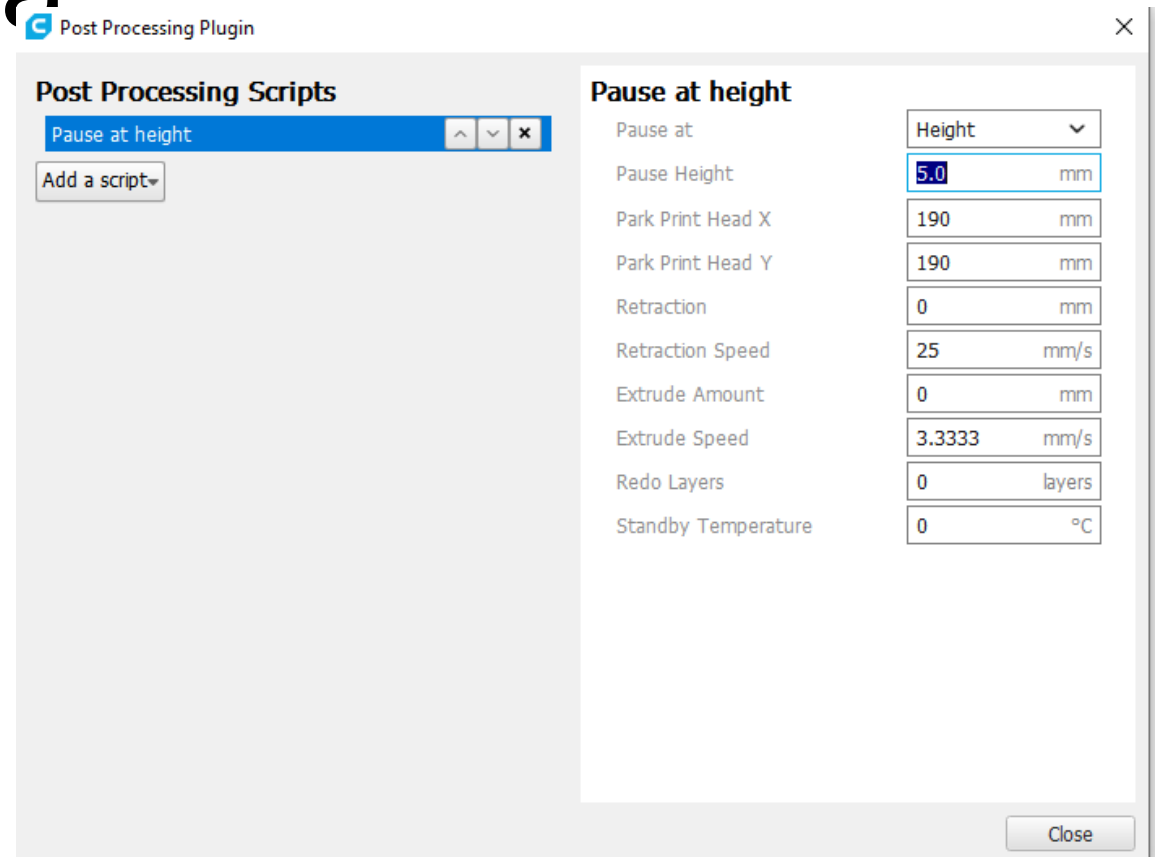 Post Processing Plugin
Post Processing Scripts
Pause at height
Add a script
Pause at height
Pause at Height
Pause Height 5.0 mm
Park Print Head X 190 mm
Park Print Head Y 190 mm
Retraction 0 mm
Retraction Speed 25 mm/s
Extrude Amount 0 mm
Extrude Speed 3.3333 mm/s
Redo Layers 0 layers
Standby Temperature 0 °C
Close